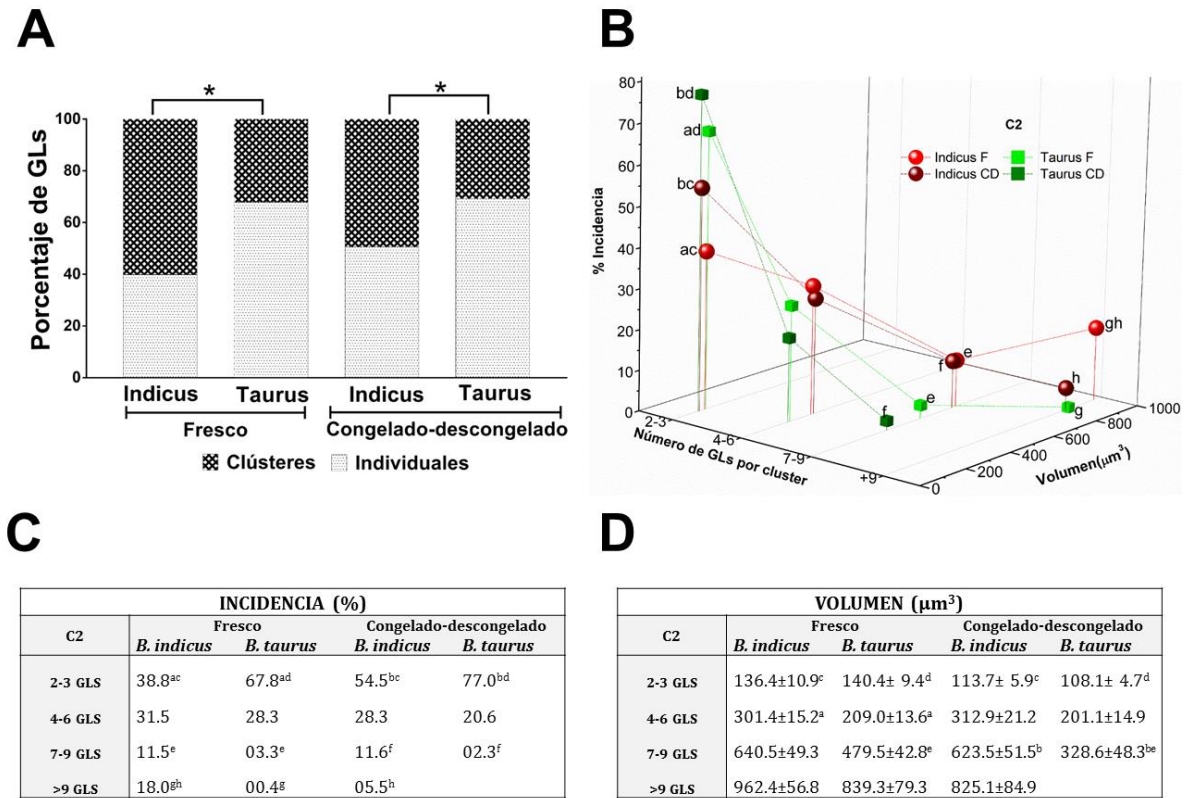 A
B
* *
Porcentaje de GLs
100
80
60
40
20
0
Indicus Taurus Indicus Taurus
Fresco Congelado-descongelado
Clústeres Individuales
% Incidencia
80
70
60
50
40
30
20
10
0
bd
ad
bc
ac
C2
Indicus F Taurus F
Indicus CD Taurus CD
e
f
gh
h
e
f
g
2-3
4-6
7-9
+9
Número de GLs por cluster
0
200
400
600
800
1000
Volumen(µm³)
C
D
INCIDENCIA (%)
C2 Fresco Congelado-descongelado
B. indicus B. taurus B. indicus B. taurus
2-3 GLS 38.8ᵃᶜ 67.8ᵃᵈ 54.5ᵇᶜ 77.0ᵇᵈ
4-6 GLS 31.5 28.3 28.3 20.6
7-9 GLS 11.5ᵉ 03.3ᵉ 11.6ᶠ 02.3ᶠ
>9 GLS 18.0ᵍʰ 00.4ᵍ 05.5ʰ
VOLUMEN (µm³)
C2 Fresco Congelado-descongelado
B. indicus B. taurus B. indicus B. taurus
2-3 GLS 136.4±10.9ᶜ 140.4± 9.4ᵈ 113.7± 5.9ᶜ 108.1± 4.7ᵈ
4-6 GLS 301.4±15.2ᵃ 209.0±13.6ᵃ 312.9±21.2 201.1±14.9
7-9 GLS 640.5±49.3 479.5±42.8ᵉ 623.5±51.5ᵇ 328.6±48.3ᵇᵉ
>9 GLS 962.4±56.8 839.3±79.3 825.1±84.9